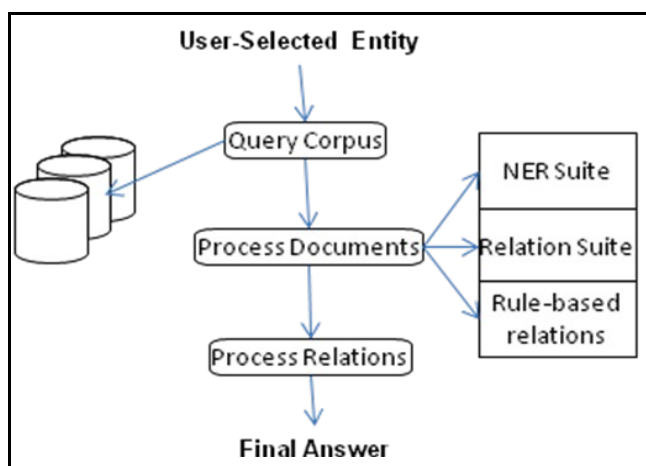 User-Selected Entity
Query Corpus
NER Suite
Process Documents
Relation Suite
Rule-based
relations
Process Relations
Final Answer